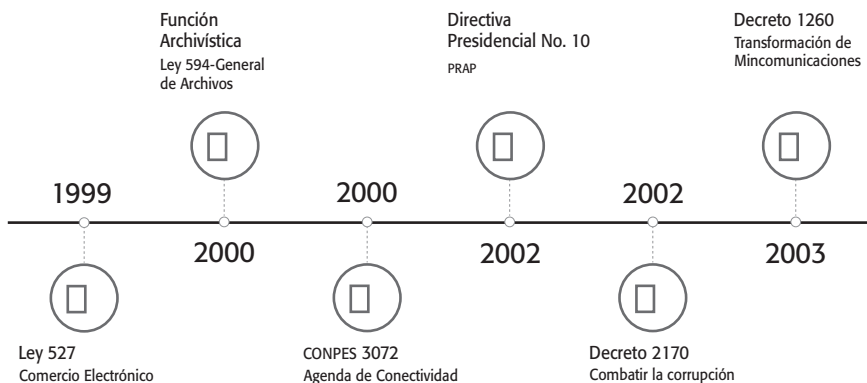 Función
Archivística
Ley 594-General
de Archivos
Directiva
Presidencial No. 10
PRAP
Decreto 1260
Transformación de
Mincomunicaciones
1999
2000
2002
2000
2002
2003
Ley 527
Comercio Electrónico
CONPES 3072
Agenda de Conectividad
Decreto 2170
Combatir la corrupción